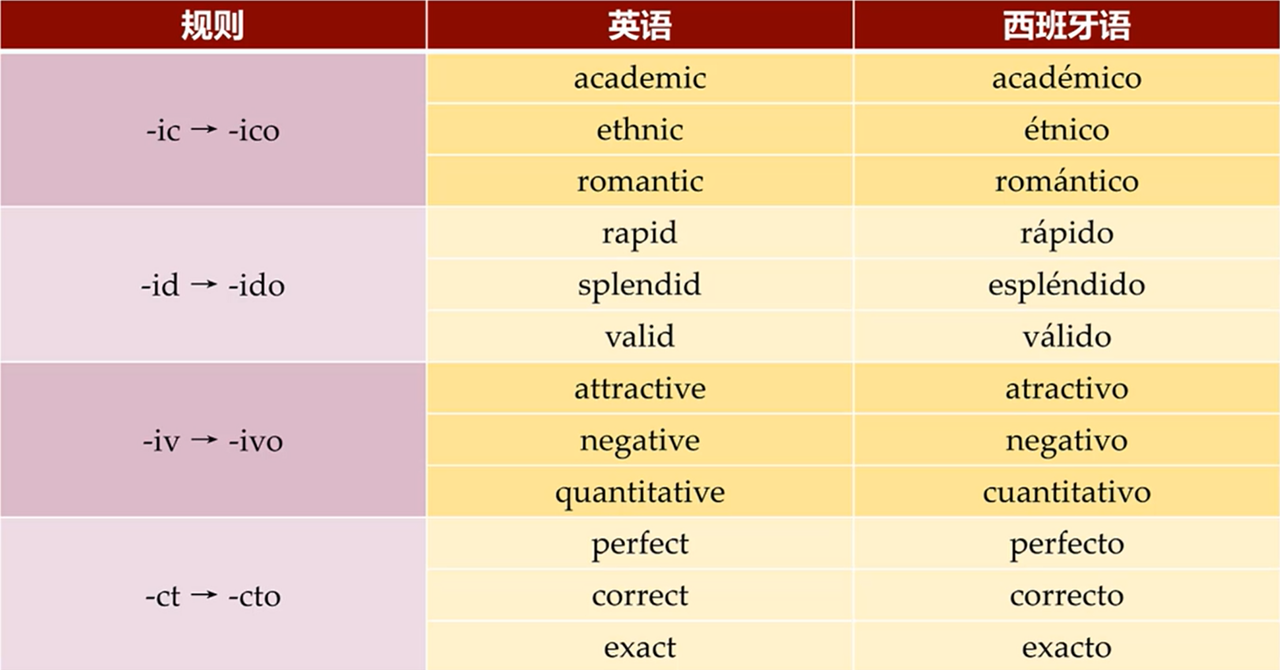 规则 英语 西班牙语
-ic → -ico
academic académico
ethnic étnico
romantic romántico
-id → -ido
rapid rápido
splendid espléndido
valid válido
-iv → -ivo
attractive atractivo
negative negativo
quantitative cuantitativo
-ct → -cto
perfect perfecto
correct correcto
exact exacto